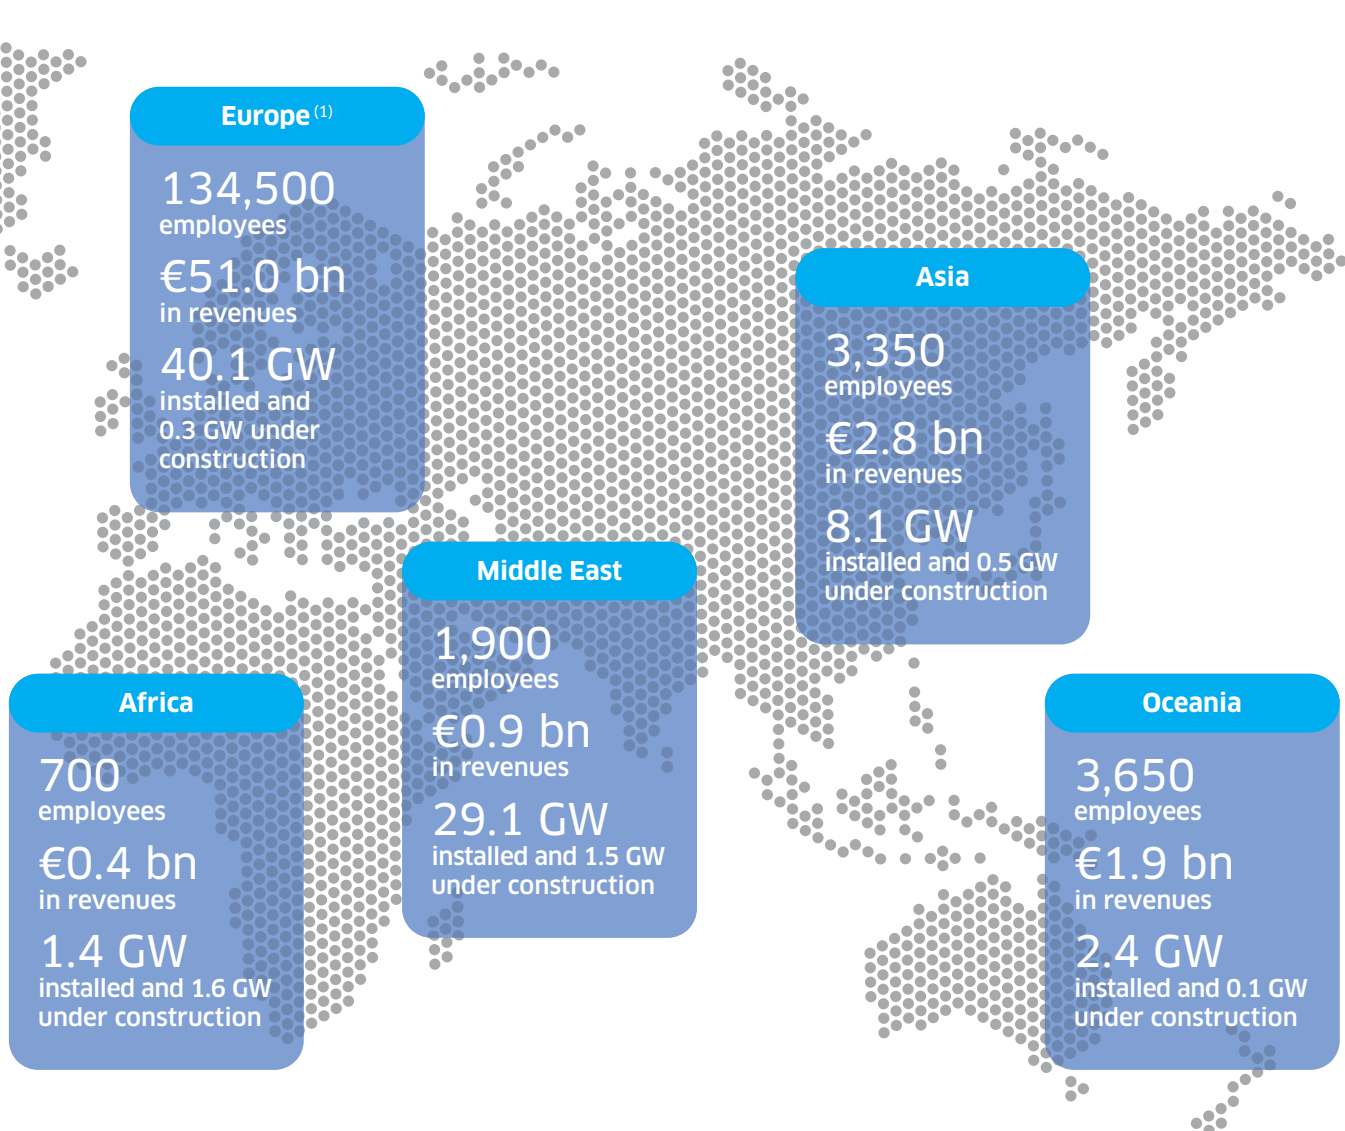 Europe (1)
134,500
employees
€51.0 bn
in revenues
40.1 GW
installed and
0.3 GW under
construction
Asia
3,350
employees
€2.8 bn
in revenues
8.1 GW
installed and 0.5 GW
under construction
Middle East
1,900
employees
€0.9 bn
in revenues
29.1 GW
installed and 1.5 GW
under construction
Africa
700
employees
€0.4 bn
in revenues
1.4 GW
installed and 1.6 GW
under construction
Oceania
3,650
employees
€1.9 bn
in revenues
2.4 GW
installed and 0.1 GW
under construction